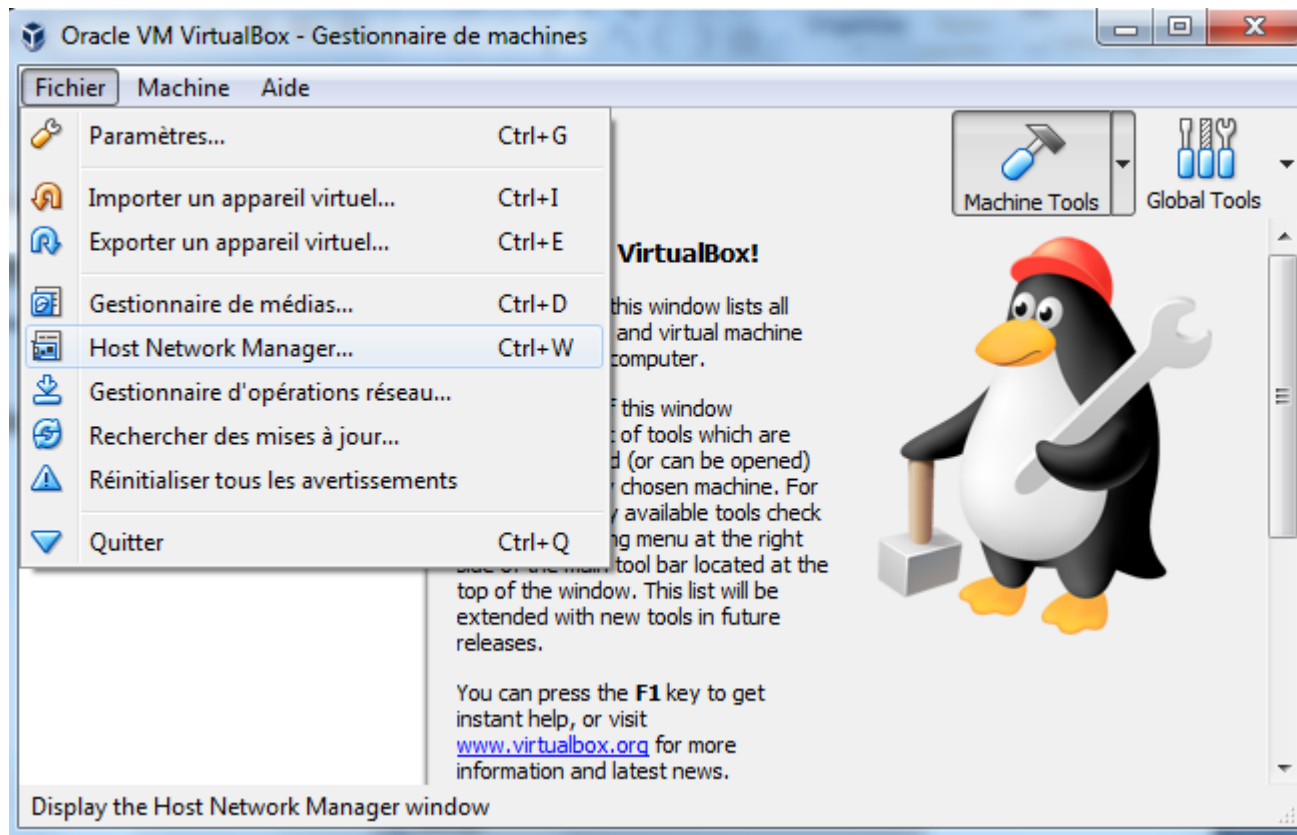 Oracle VM VirtualBox - Gestionnaire de machines
Fichier Machine Aide
Paramètres... Ctrl+G
Importer un appareil virtuel... Ctrl+I
Exporter un appareil virtuel... Ctrl+E
Gestionnaire de médias... Ctrl+D
Host Network Manager... Ctrl+W
Gestionnaire d'opérations réseau...
Rechercher des mises à jour...
Réinitialiser tous les avertissements
Quitter Ctrl+Q
Machine Tools
Global Tools
VirtualBox!
this window lists all
and virtual machine
computer.
f this window
of tools which are
(or can be opened)
chosen machine. For
available tools check
menu at the right
side of the main tool bar located at the
top of the window. This list will be
extended with new tools in future
releases.
You can press the F1 key to get
instant help, or visit
www.virtualbox.org for more
information and latest news.
Display the Host Network Manager window